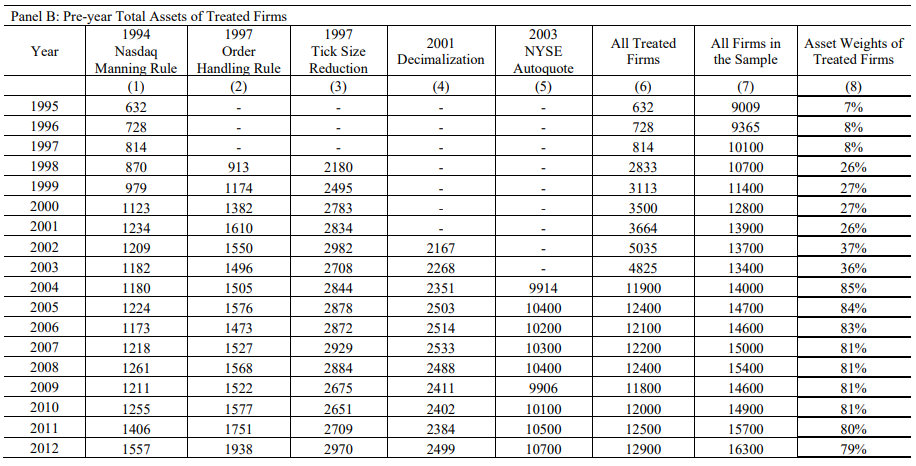 Panel B: Pre-year Total Assets of Treated Firms
Year 1994 Nasdaq Manning Rule 1997 Order Handling Rule 1997 Tick Size Reduction 2001 Decimalization 2003 NYSE Autoquote All Treated Firms All Firms in the Sample Asset Weights of Treated Firms
(1) (2) (3) (4) (5) (6) (7) (8)
1995 632 - - - - 632 9009 7%
1996 728 - - - - 728 9365 8%
1997 814 - - - - 814 10100 8%
1998 870 913 2180 - - 2833 10700 26%
1999 979 1174 2495 - - 3113 11400 27%
2000 1123 1382 2783 - - 3500 12800 27%
2001 1234 1610 2834 - - 3664 13900 26%
2002 1209 1550 2982 2167 - 5035 13700 37%
2003 1182 1496 2708 2268 - 4825 13400 36%
2004 1180 1505 2844 2351 9914 11900 14000 85%
2005 1224 1576 2878 2503 10400 12400 14700 84%
2006 1173 1473 2872 2514 10200 12100 14600 83%
2007 1218 1527 2929 2533 10300 12200 15000 81%
2008 1261 1568 2884 2488 10400 12400 15400 81%
2009 1211 1522 2675 2411 9906 11800 14600 81%
2010 1255 1577 2651 2402 10100 12000 14900 81%
2011 1406 1751 2709 2384 10500 12500 15700 80%
2012 1557 1938 2970 2499 10700 12900 16300 79%